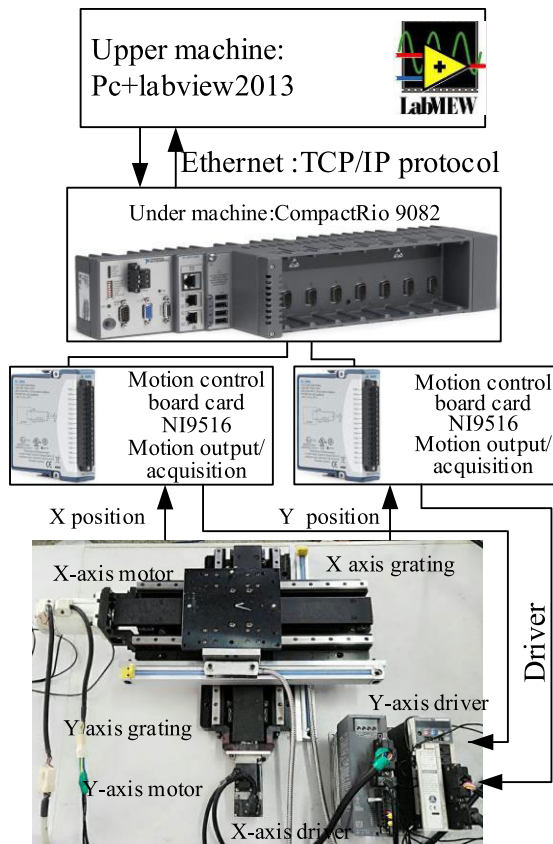 Upper machine:
Pc+labview2013
LabMEW
Ethernet :TCP/IP protocol
Under machine:CompactRio 9082
Motion control
board card
NI9516
Motion output/
acquisition
Motion control
board card
NI9516
Motion output/
acquisition
X position
Y position
X-axis motor
X axis grating
Driver
Y-axis grating
Y-axis driver
Y-axis motor
X-axis driver